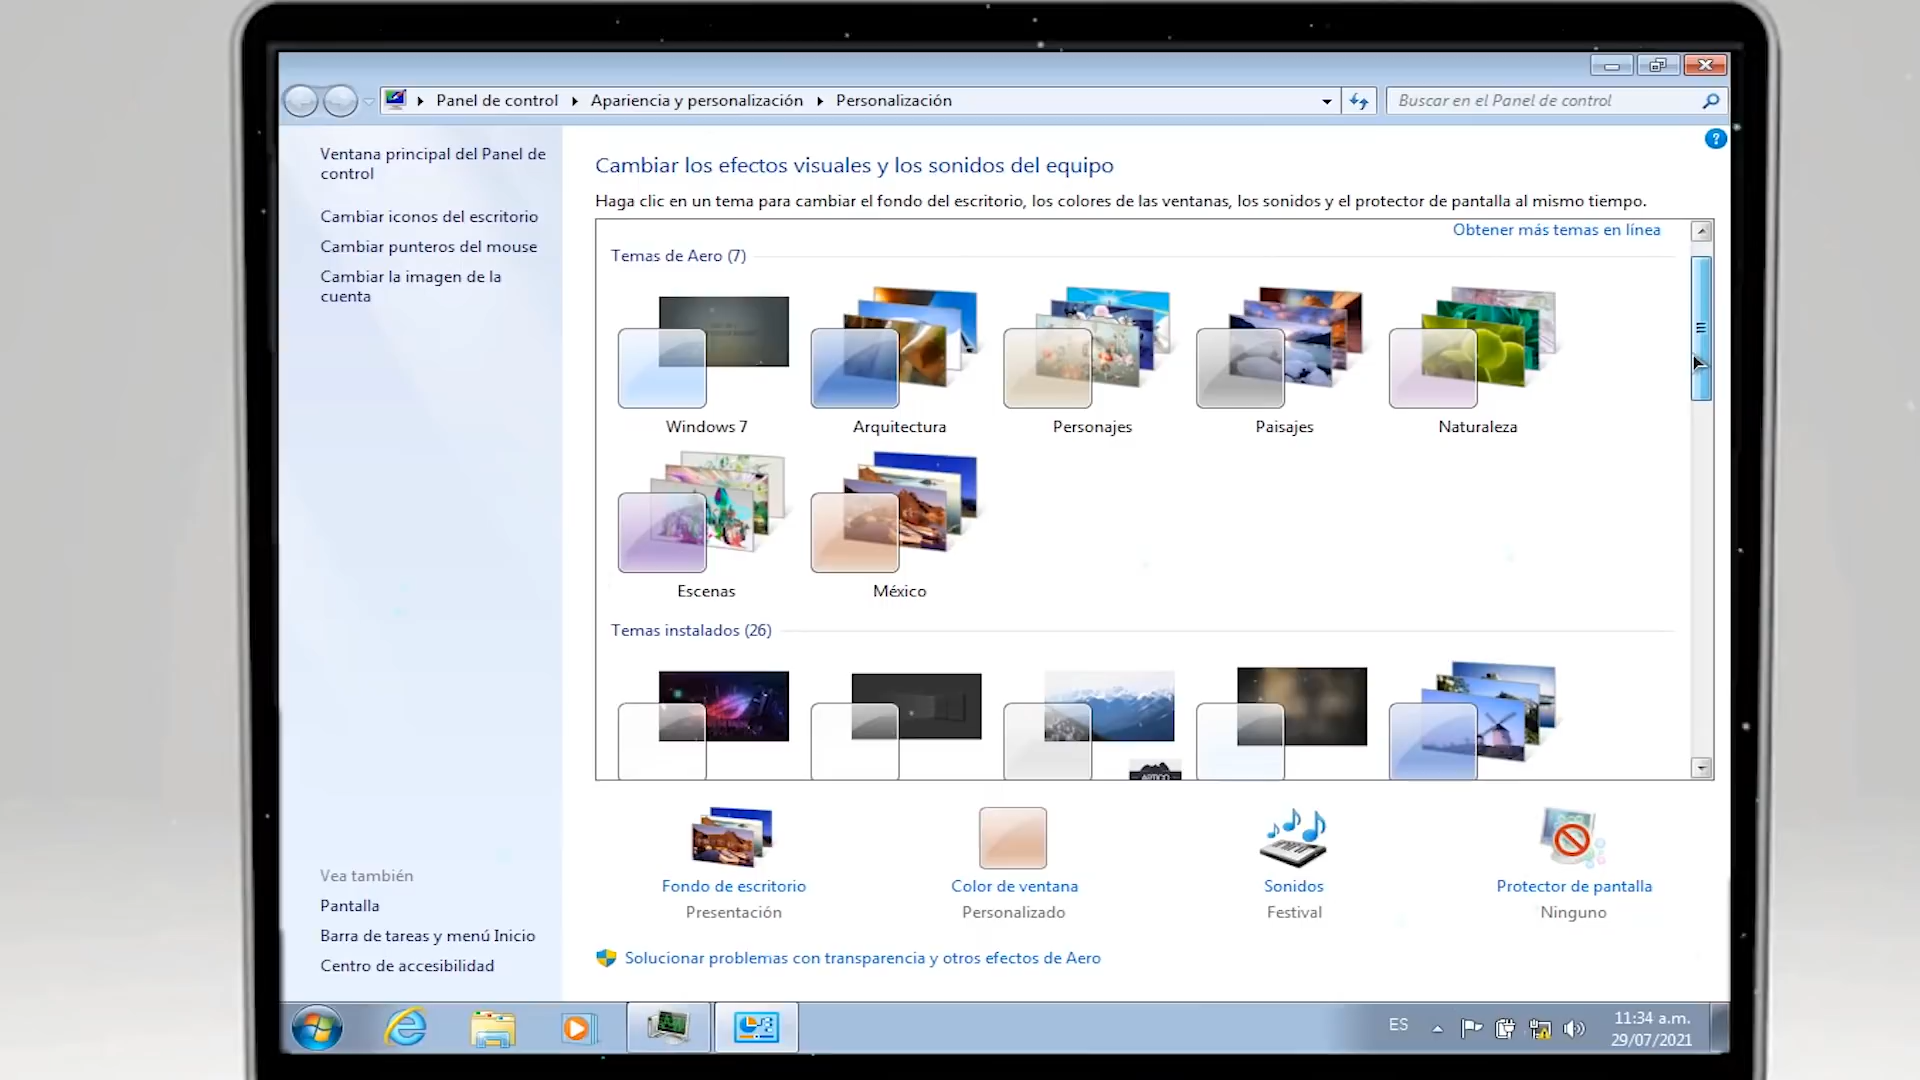 Panel de control
Apariencia y personalización
Personalización
Buscar en el Panel de control
Ventana principal del Panel de
control
Cambiar iconos del escritorio
Cambiar punteros del mouse
Cambiar la imagen de la
cuenta
Cambiar los efectos visuales y los sonidos del equipo
Haga clic en un tema para cambiar el fondo del escritorio, los colores de las ventanas, los sonidos y el protector de pantalla al mismo tiempo.
Obtener más temas en línea
Temas de Aero (7)
Windows 7
Arquitectura
Personajes
Paisajes
Naturaleza
Escenas
México
Temas instalados (26)
Fondo de escritorio
Presentación
Color de ventana
Personalizado
Sonidos
Festival
Protector de pantalla
Ninguno
Solucionar problemas con transparencia y otros efectos de Aero
Vea también
Pantalla
Barra de tareas y menú Inicio
Centro de accesibilidad
ES
11:34 a.m.
29/07/2021